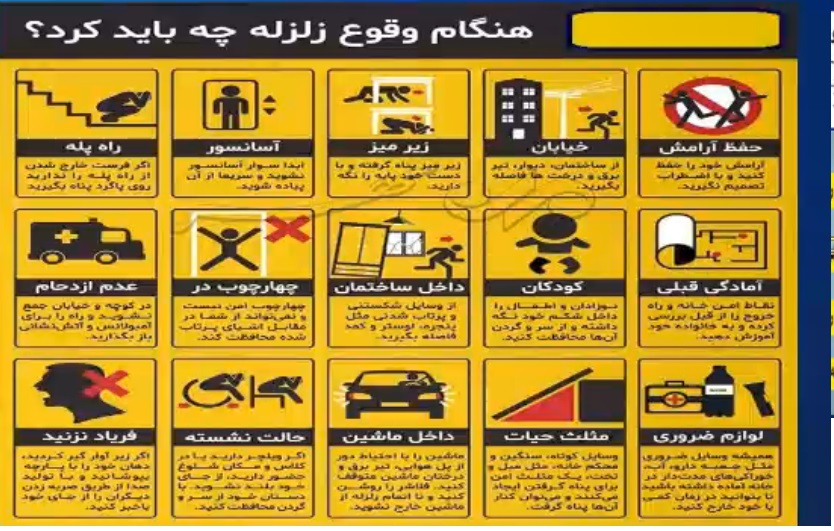 هنگام وقوع زلزله چه باید کرد؟
حفظ آرامش
آرامش خود را حفظ
کنید و با اضطراب
تصمیم نگیرید.
خیابان
از ساختمان، دیوار، تیر
برق و درخت ها فاصله
بگیرید.
زیر میز
زیر میز پناه گرفته و با
دست خود پایه را نگه
دارید.
آسانسور
ابدا سوار آسانسور
نشوید و سریعا از آن
پیاده شوید.
راه پله
اگر فرصت خارج شدن
از راه پله را ندارید
روی پاگرد پناه بگیرید
آمادگی قبلی
نقاط امن خانه و راه
خروج را از قبل بررسی
کرده و به خانواده خود
آموزش دهید.
کودکان
نوزادان و اطفال را
داخل شکم خود نگه
داشته و از سر و گردن
آن‌ها محافظت کنید.
داخل ساختمان
از وسایل شکستنی
و پرتاب شدنی مثل
پنجره، لوستر و کمد
فاصله بگیرید.
چهارچوب در
چهارچوب امن نیست
و نمی‌تواند از شما در
مقابل اشیای پرتاب
شده محافظت کند.
عدم ازدحام
در کوچه و خیابان جمع
نشوید و راه را برای
آمبولانس و آتش‌نشانی
باز بگذارید.
لوازم ضروری
همیشه وسایل ضروری
مثل جعبه دارو، آب،
خوراکی‌های مدت‌دار در
خانه آماده داشته باشید
تا بتوانید در زمان کمی
با خود خارج کنید.
مثلث حیات
وسایل کوتاه، سنگین و
محکم خانه، مثل مبل و
تخت، یک مثلث امن
برای پناه گرفتن ایجاد
می‌کنند و می‌توان کنار
آن‌ها پناه گرفت.
داخل ماشین
ماشین را با احتیاط دور
از پل هوایی، تیر برق و
درختان ماشین متوقف
کنید. فلاشر را روشن
کنید و تا اتمام زلزله از
ماشین خارج نشوید.
حالت نشسته
اگر ویلچر دارید یا در
کلاس و مکان شلوغ
حضور دارید، از جای
خود بلند نشوید. با
دستان خود از سر و
گردن محافظت کنید.
فریاد نزنید
اگر زیر آوار گیر کردید،
دهان خود را با پارچه
بپوشانید و با تولید
صدا از طریق ضربه زدن
دیگران را از جای خود
باخبر کنید.